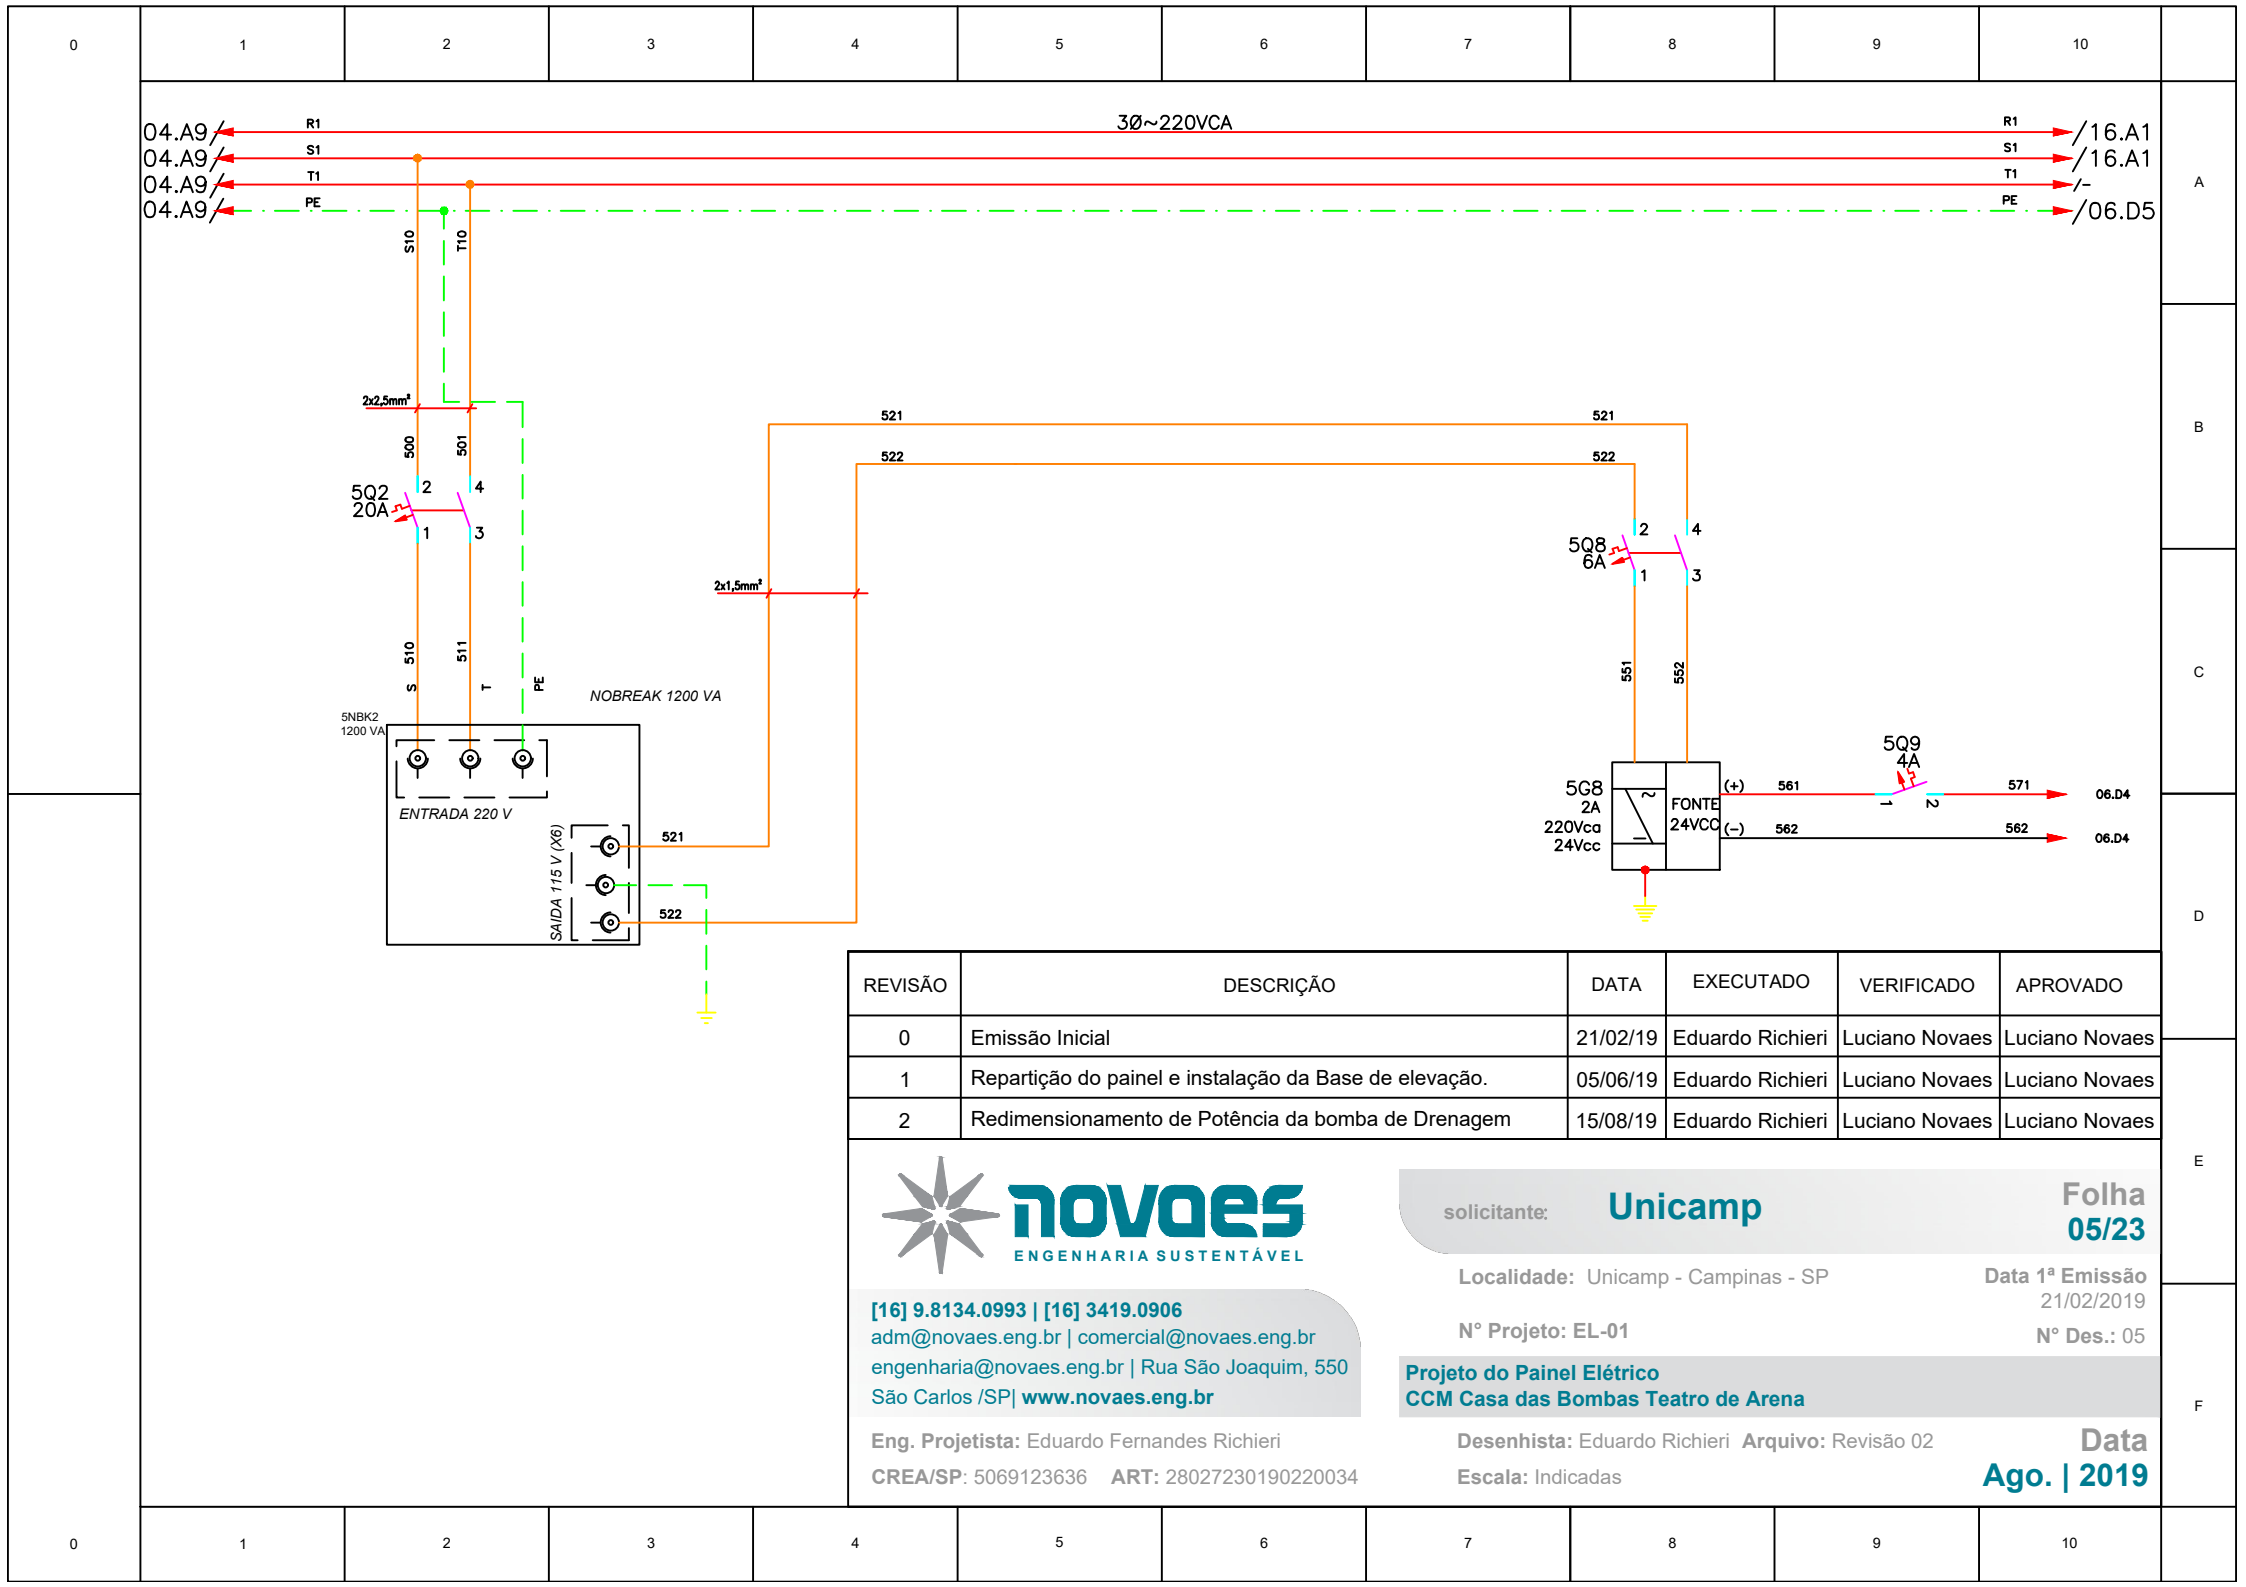 0 1 2 3 4 5 6 7 8 9 10
04.A9 R1 3Ø~220VCA R1 16.A1
04.A9 S1 S1 16.A1
04.A9 T1 T1 /-
04.A9 PE PE 06.D5
A
S10 T10
2x2,5mm²
521 521
B
500 501
522 522
5Q2
20A
2 4
1 3
5Q8
6A
2 4
1 3
2x1,5mm²
510 511
551 552
C
S T PE
NOBREAK 1200 VA
5NBK2
1200 VA
ENTRADA 220 V
SAIDA 115 V (X6)
521
522
5Q9
4A
5G8
2A
220Vca
24Vcc
~
–
FONTE
24VCC
(+) 561 1 2 571 06.D4
(–) 562 562 06.D4
D
REVISÃO DESCRIÇÃO DATA EXECUTADO VERIFICADO APROVADO
0 Emissão Inicial 21/02/19 Eduardo Richieri Luciano Novaes Luciano Novaes
1 Repartição do painel e instalação da Base de elevação. 05/06/19 Eduardo Richieri Luciano Novaes Luciano Novaes
2 Redimensionamento de Potência da bomba de Drenagem 15/08/19 Eduardo Richieri Luciano Novaes Luciano Novaes
E
novaes
ENGENHARIA SUSTENTÁVEL
solicitante: Unicamp
Folha
05/23
Localidade: Unicamp - Campinas - SP
Data 1ª Emissão
21/02/2019
N° Projeto: EL-01
N° Des.: 05
[16] 9.8134.0993 | [16] 3419.0906
adm@novaes.eng.br | comercial@novaes.eng.br
engenharia@novaes.eng.br | Rua São Joaquim, 550
São Carlos /SP| www.novaes.eng.br
Projeto do Painel Elétrico
CCM Casa das Bombas Teatro de Arena
F
Eng. Projetista: Eduardo Fernandes Richieri
CREA/SP: 5069123636 ART: 28027230190220034
Desenhista: Eduardo Richieri Arquivo: Revisão 02
Escala: Indicadas
Data
Ago. | 2019
0 1 2 3 4 5 6 7 8 9 10